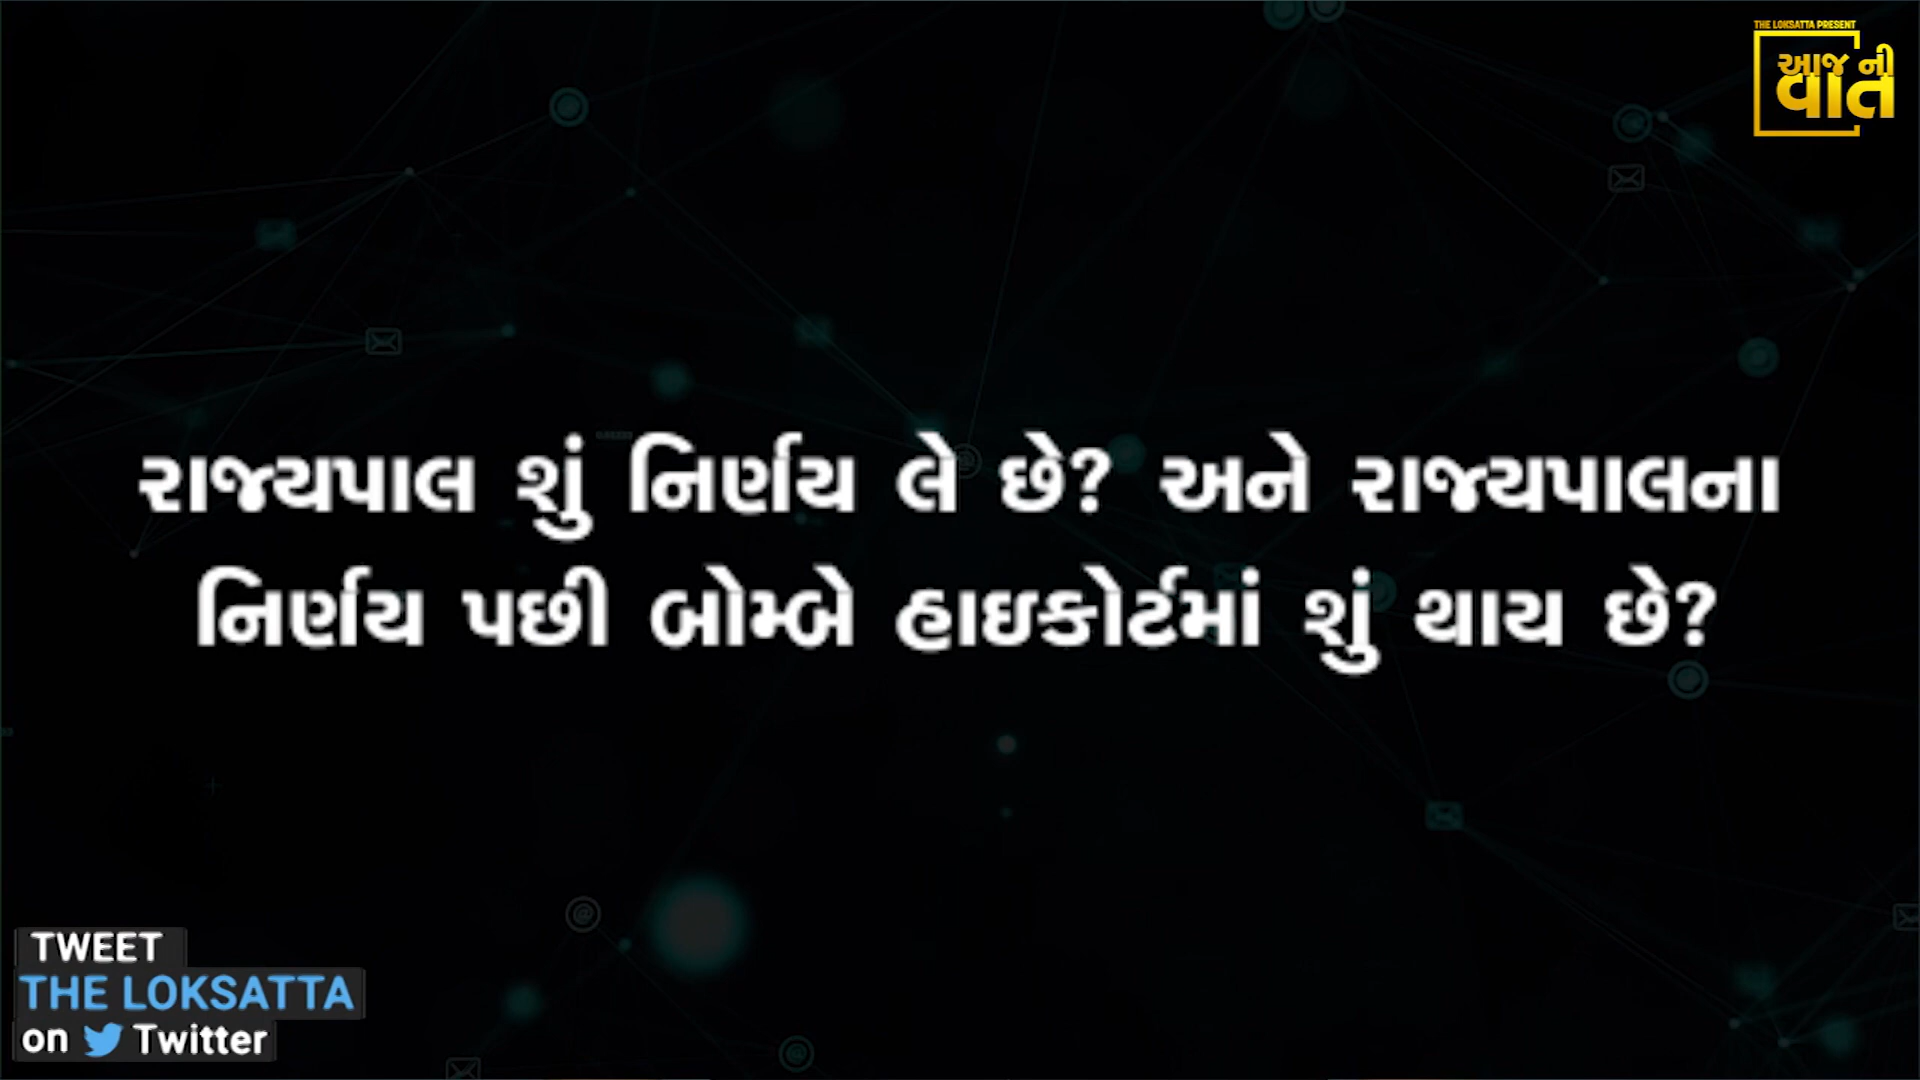 THE LOKSATTA PRESENT
આજ ની
વાત
રાજ્યપાલ શું નિર્ણય લે છે? અને રાજ્યપાલના
નિર્ણય પછી બોમ્બે હાઇકોર્ટમાં શું થાય છે?
TWEET
THE LOKSATTA
on Twitter